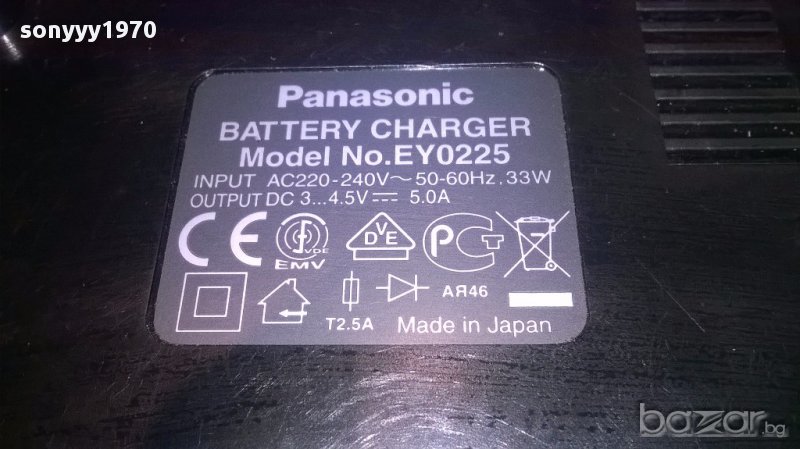 sonyyy1970
Panasonic
BATTERY CHARGER
Model No.EY0225
INPUT AC220-240V~50-60Hz.33W
OUTPUT DC 3...4.5V⎓ 5.0A
CE VDE DVE PCT
EMV
T2.5A АЯ46 Made in Japan
bazar.bg